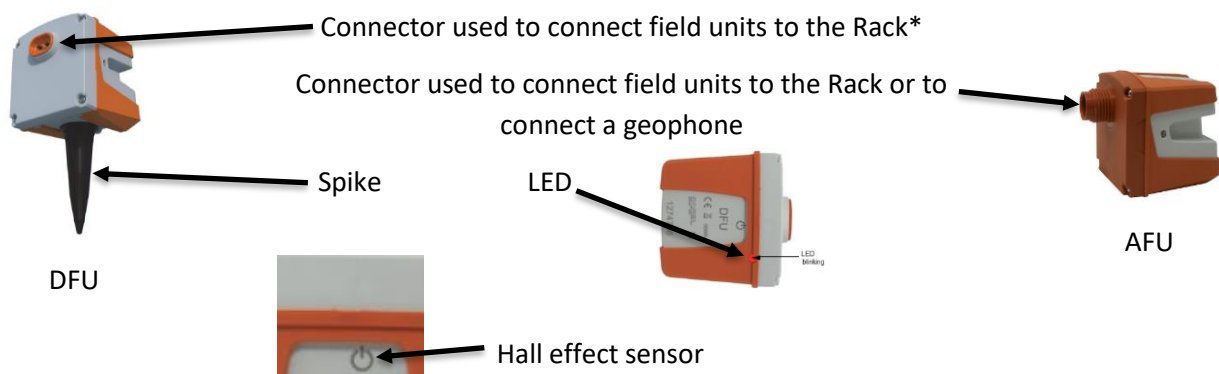 Connector used to connect field units to the Rack*
Connector used to connect field units to the Rack or to
connect a geophone
Spike
LED
DFU
LED
blinking
AFU
DFU
Hall effect sensor